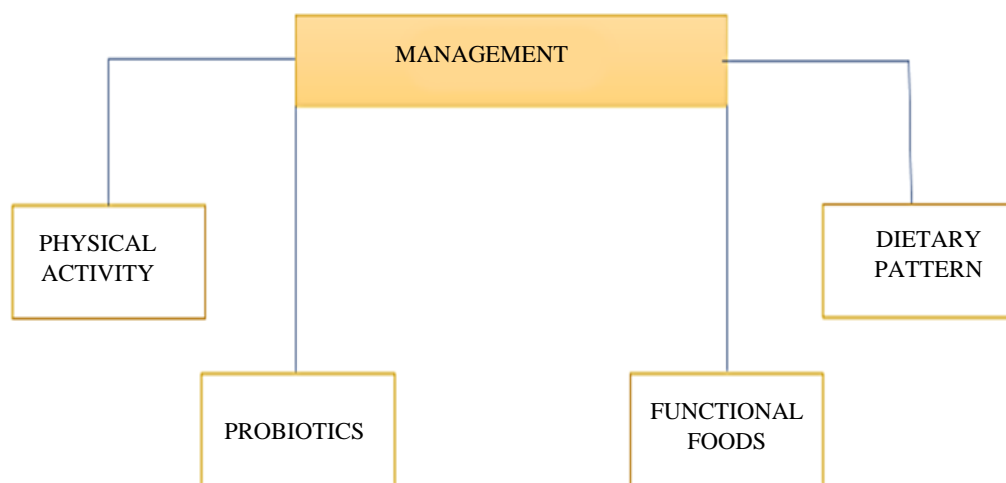 MANAGEMENT
PHYSICAL
ACTIVITY
DIETARY
PATTERN
PROBIOTICS
FUNCTIONAL
FOODS